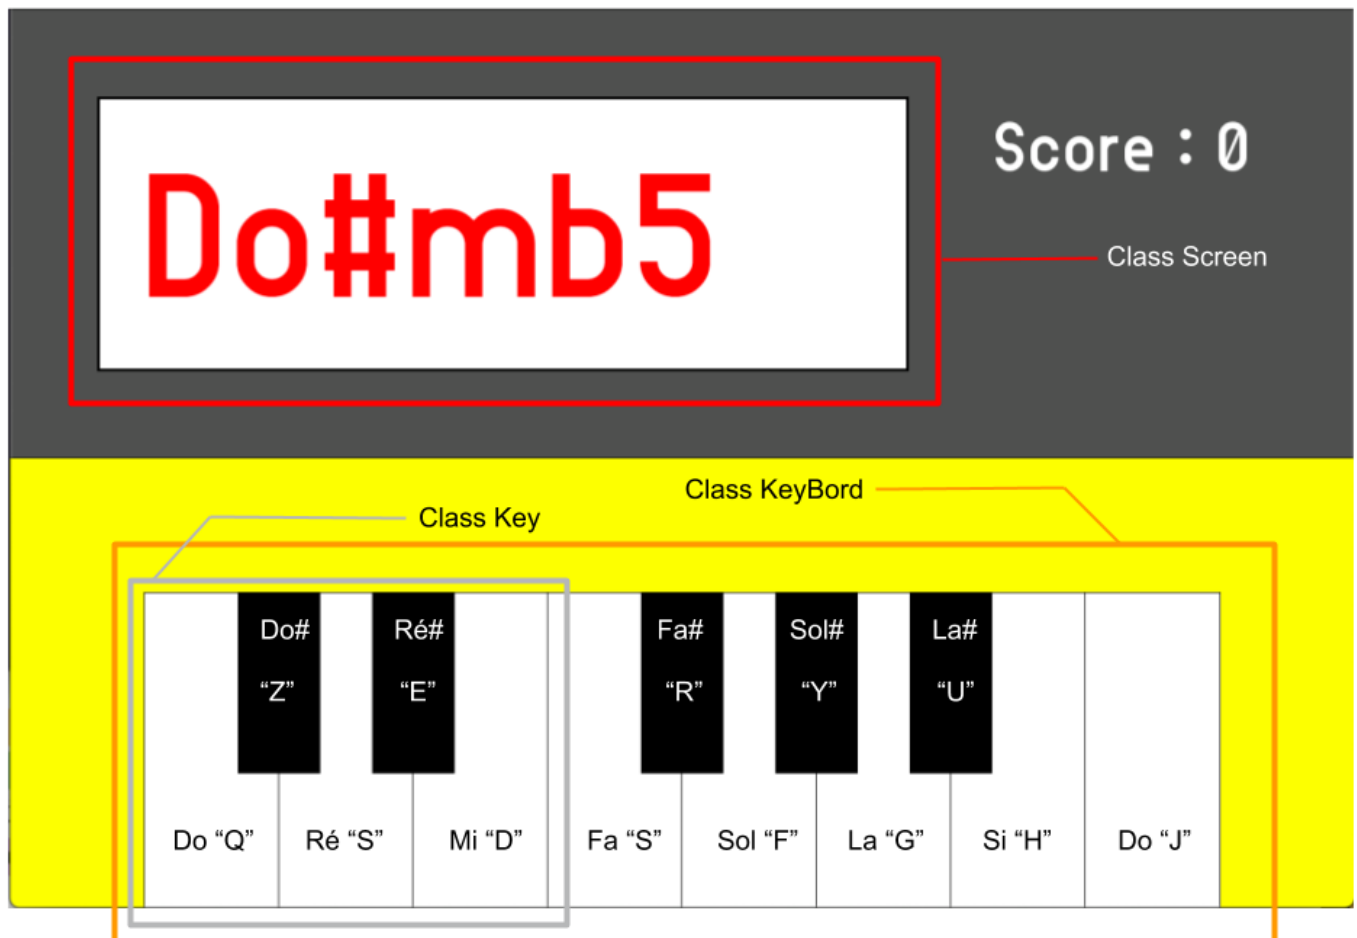 Do#mb5
Score : 0
Class Screen
Class KeyBord
Class Key
Do# Ré# Fa# Sol# La#
“Z” “E” “R” “Y” “U”
Do “Q” Ré “S” Mi “D” Fa “S” Sol “F” La “G” Si “H” Do “J”